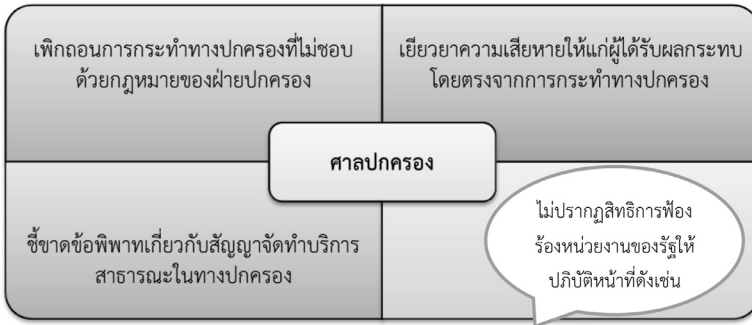 เพิกถอนการกระทำทางปกครองที่ไม่ชอบ
ด้วยกฎหมายของฝ่ายปกครอง
เยียวยาความเสียหายให้แก่ผู้ได้รับผลกระทบ
โดยตรงจากการกระทำทางปกครอง
ศาลปกครอง
ชี้ขาดข้อพิพาทเกี่ยวกับสัญญาจัดทำบริการ
สาธารณะในทางปกครอง
ไม่ปรากฏสิทธิการฟ้อง
ร้องหน่วยงานของรัฐให้
ปภิบัติหน้าที่ดังเช่น